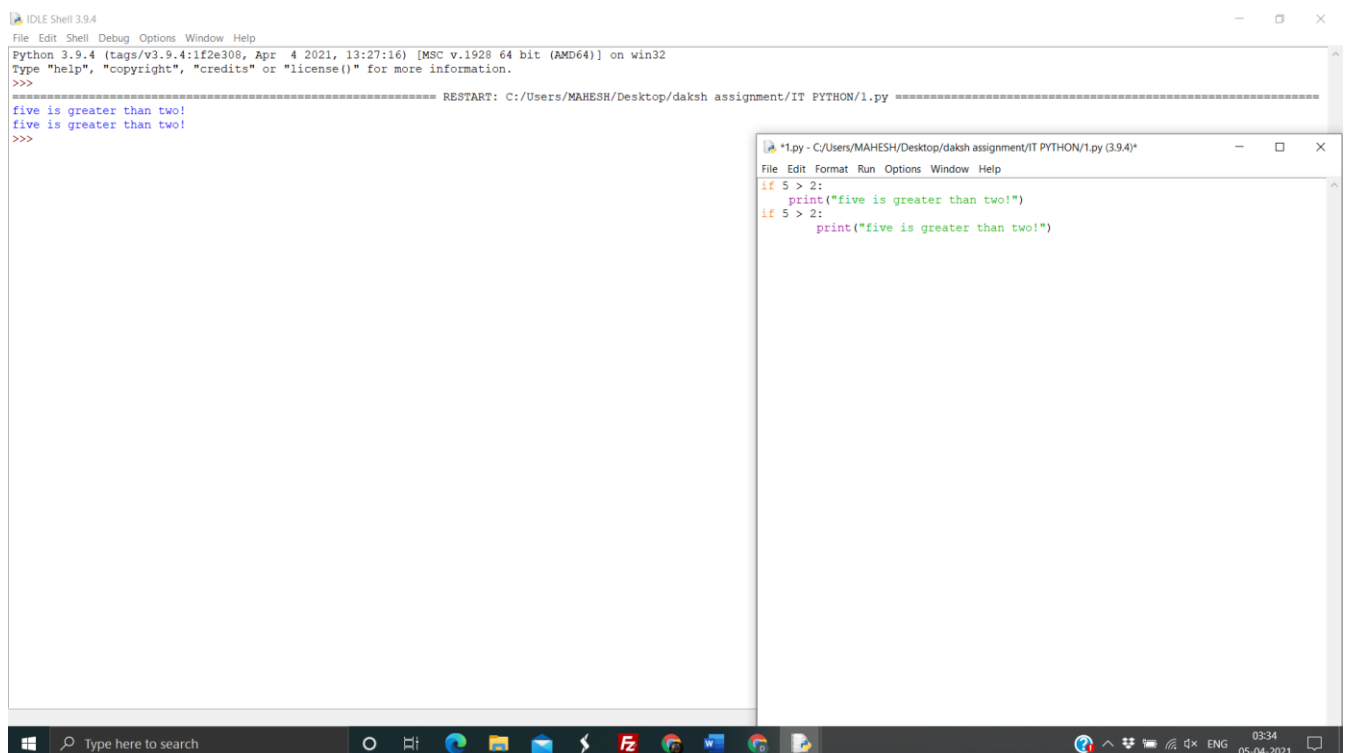 IDLE Shell 3.9.4
File Edit Shell Debug Options Window Help
Python 3.9.4 (tags/v3.9.4:1f2e308, Apr  4 2021, 13:27:16) [MSC v.1928 64 bit (AMD64)] on win32
Type "help", "copyright", "credits" or "license()" for more information.
>>>
============================================================= RESTART: C:/Users/MAHESH/Desktop/daksh assignment/IT PYTHON/1.py =============================================================
five is greater than two!
five is greater than two!
>>>
*1.py - C:/Users/MAHESH/Desktop/daksh assignment/IT PYTHON/1.py (3.9.4)*
File Edit Format Run Options Window Help
if 5 > 2:
    print("five is greater than two!")
if 5 > 2:
        print("five is greater than two!")
Type here to search
ENG
03:34
05-04-2021